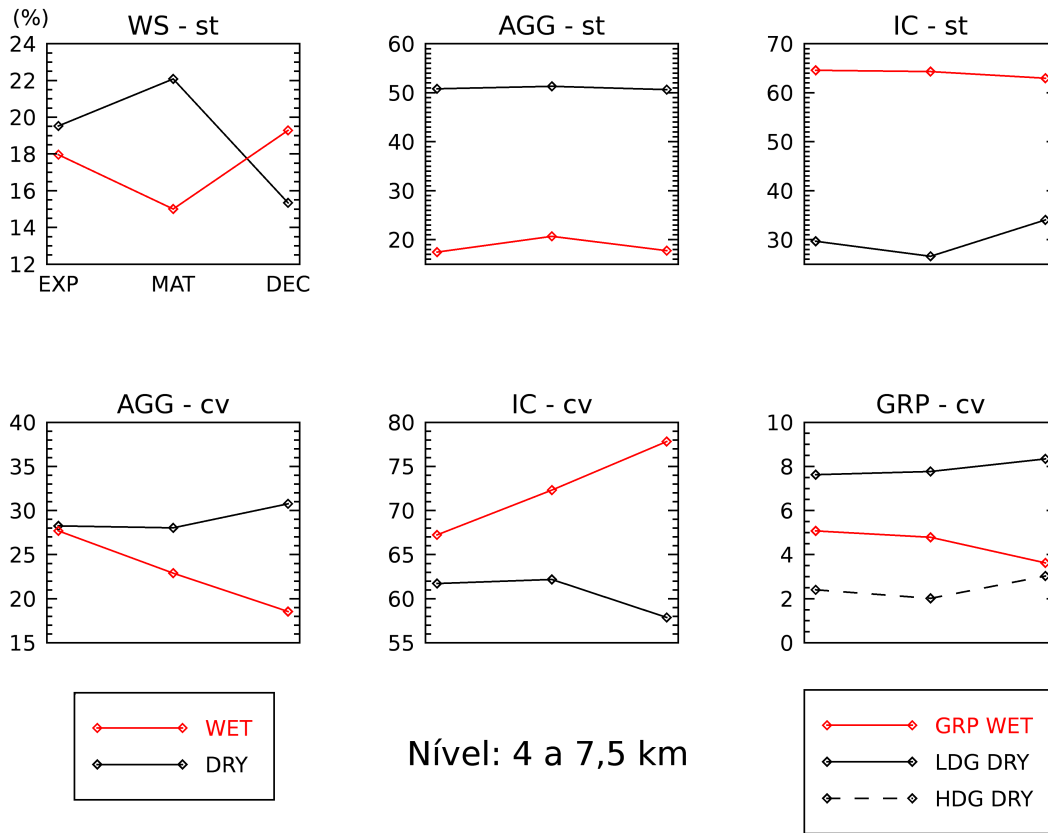 (%)
WS - st
AGG - st
IC - st
24
22
20
18
16
14
12
EXP
MAT
DEC
60
50
40
30
20
70
60
50
40
30
AGG - cv
IC - cv
GRP - cv
40
35
30
25
20
15
80
75
70
65
60
55
10
8
6
4
2
0
WET
DRY
Nível: 4 a 7,5 km
GRP WET
LDG DRY
HDG DRY